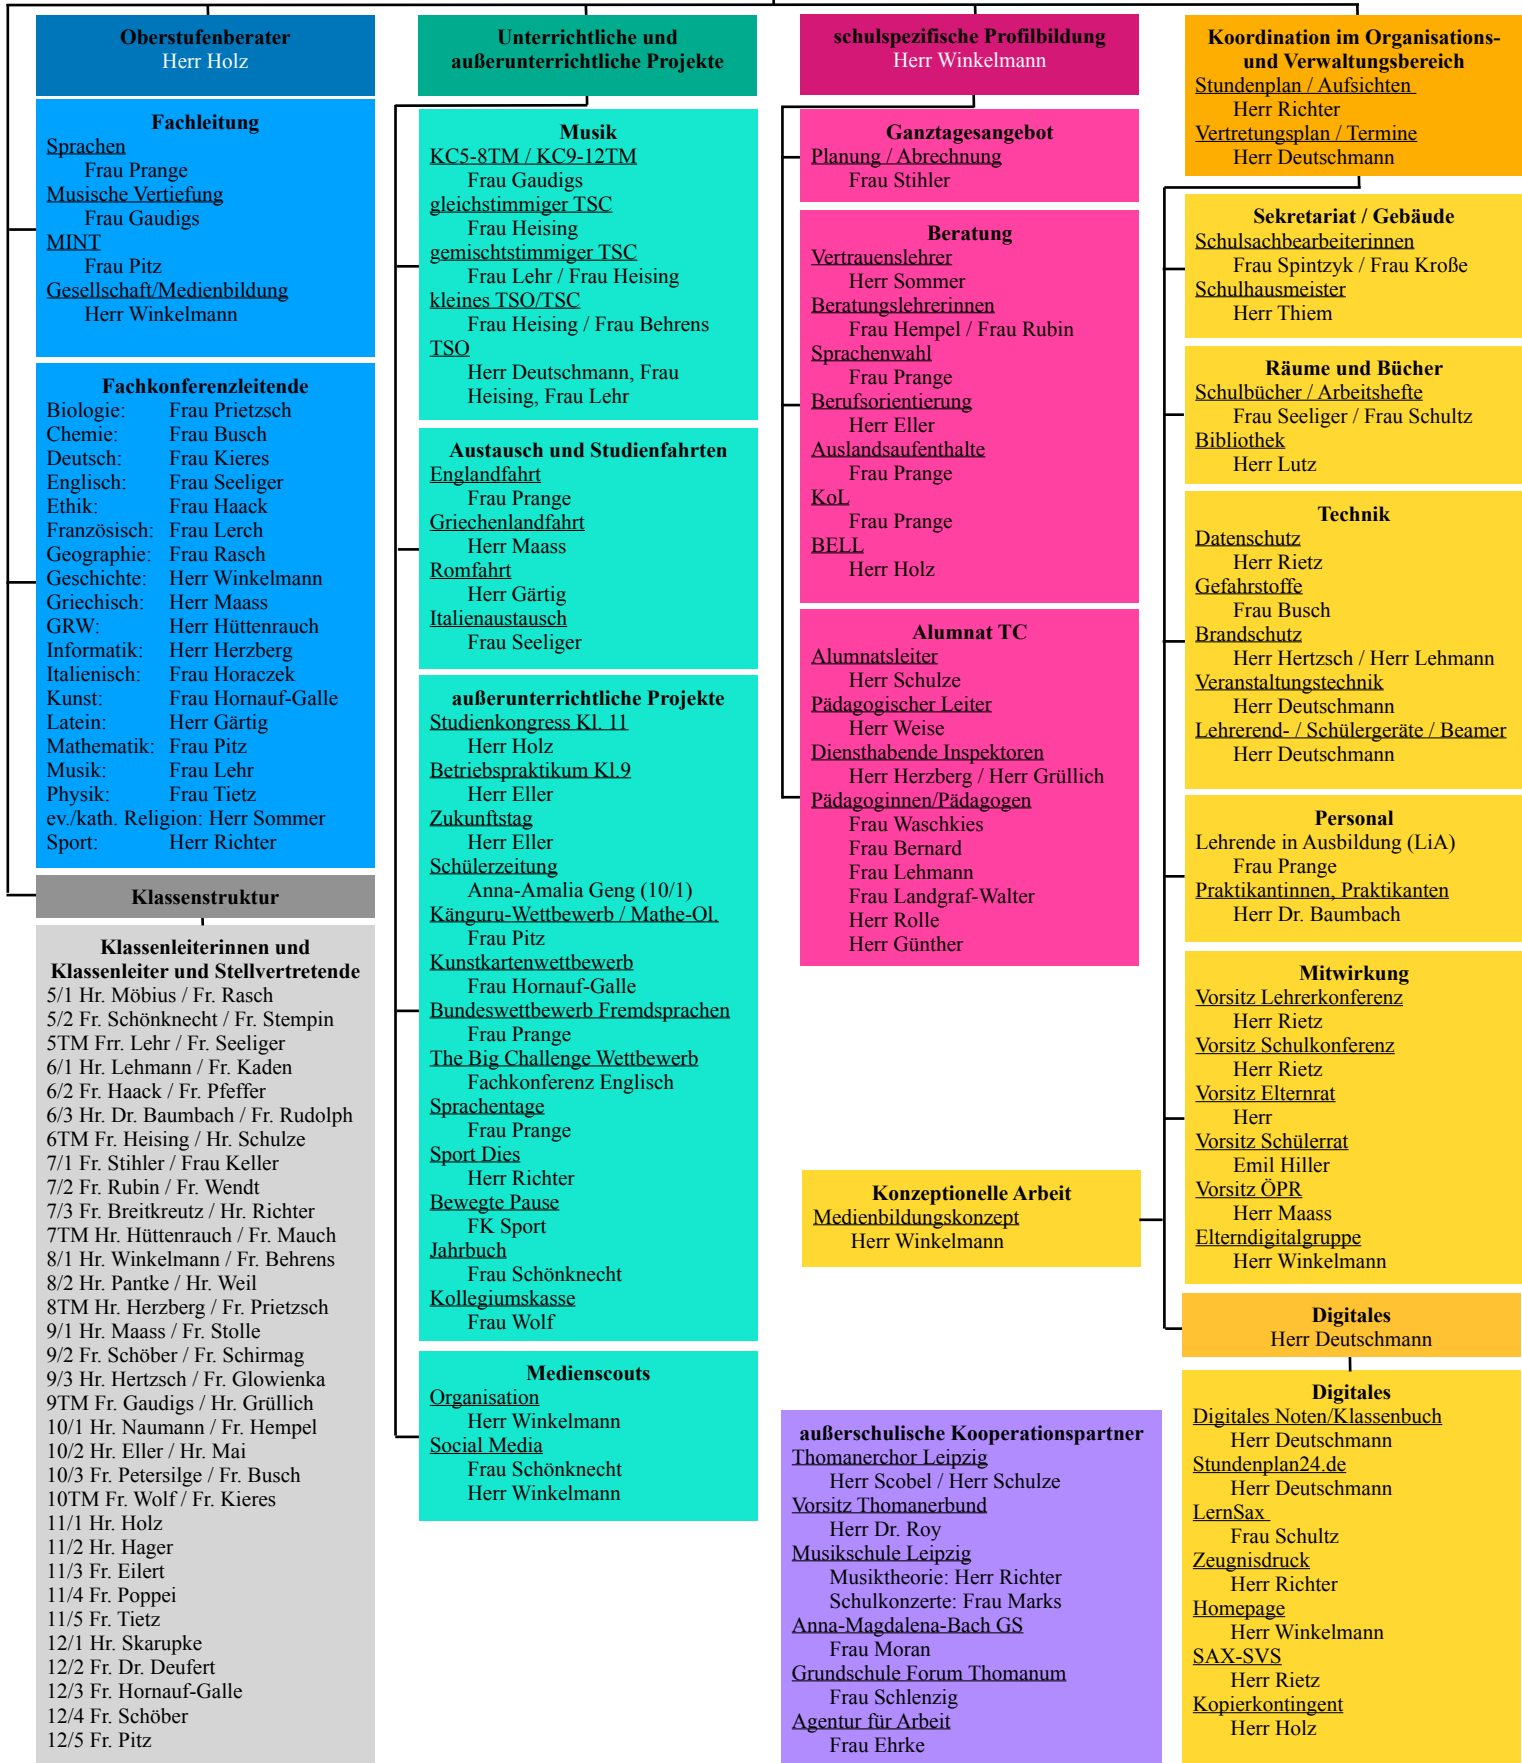 Oberstufenberater
Herr Holz
Fachleitung
Sprachen
Frau Prange
Musische Vertiefung
Frau Gaudigs
MINT
Frau Pitz
Gesellschaft/Medienbildung
Herr Winkelmann
Fachkonferenzleitende
Biologie: Frau Prietzsch
Chemie: Frau Busch
Deutsch: Frau Kieres
Englisch: Frau Seeliger
Ethik: Frau Haack
Französisch: Frau Lerch
Geographie: Frau Rasch
Geschichte: Herr Winkelmann
Griechisch: Herr Maass
GRW: Herr Hüttenrauch
Informatik: Herr Herzberg
Italienisch: Frau Horaczek
Kunst: Frau Hornauf-Galle
Latein: Herr Gärtig
Mathematik: Frau Pitz
Musik: Frau Lehr
Physik: Frau Tietz
ev./kath. Religion: Herr Sommer
Sport: Herr Richter
Klassenstruktur
Klassenleiterinnen und
Klassenleiter und Stellvertretende
5/1 Hr. Möbius / Fr. Rasch
5/2 Fr. Schönknecht / Fr. Stempin
5TM Frr. Lehr / Fr. Seeliger
6/1 Hr. Lehmann / Fr. Kaden
6/2 Fr. Haack / Fr. Pfeffer
6/3 Hr. Dr. Baumbach / Fr. Rudolph
6TM Fr. Heising / Hr. Schulze
7/1 Fr. Stihler / Frau Keller
7/2 Fr. Rubin / Fr. Wendt
7/3 Fr. Breitkreutz / Hr. Richter
7TM Hr. Hüttenrauch / Fr. Mauch
8/1 Hr. Winkelmann / Fr. Behrens
8/2 Hr. Pantke / Hr. Weil
8TM Hr. Herzberg / Fr. Prietzsch
9/1 Hr. Maass / Fr. Stolle
9/2 Fr. Schöber / Fr. Schirmag
9/3 Hr. Hertzsch / Fr. Glowienka
9TM Fr. Gaudigs / Hr. Grüllich
10/1 Hr. Naumann / Fr. Hempel
10/2 Hr. Eller / Hr. Mai
10/3 Fr. Petersilge / Fr. Busch
10TM Fr. Wolf / Fr. Kieres
11/1 Hr. Holz
11/2 Hr. Hager
11/3 Fr. Eilert
11/4 Fr. Poppei
11/5 Fr. Tietz
12/1 Hr. Skarupke
12/2 Fr. Dr. Deufert
12/3 Fr. Hornauf-Galle
12/4 Fr. Schöber
12/5 Fr. Pitz
Unterrichtliche und
außerunterrichtliche Projekte
Musik
KC5-8TM / KC9-12TM
Frau Gaudigs
gleichstimmiger TSC
Frau Heising
gemischtstimmiger TSC
Frau Lehr / Frau Heising
kleines TSO/TSC
Frau Heising / Frau Behrens
TSO
Herr Deutschmann, Frau
Heising, Frau Lehr
Austausch und Studienfahrten
Englandfahrt
Frau Prange
Griechenlandfahrt
Herr Maass
Romfahrt
Herr Gärtig
Italienaustausch
Frau Seeliger
außerunterrichtliche Projekte
Studienkongress Kl. 11
Herr Holz
Betriebspraktikum Kl.9
Herr Eller
Zukunftstag
Herr Eller
Schülerzeitung
Anna-Amalia Geng (10/1)
Känguru-Wettbewerb / Mathe-Ol.
Frau Pitz
Kunstkartenwettbewerb
Frau Hornauf-Galle
Bundeswettbewerb Fremdsprachen
Frau Prange
The Big Challenge Wettbewerb
Fachkonferenz Englisch
Sprachentage
Frau Prange
Sport Dies
Herr Richter
Bewegte Pause
FK Sport
Jahrbuch
Frau Schönknecht
Kollegiumskasse
Frau Wolf
Medienscouts
Organisation
Herr Winkelmann
Social Media
Frau Schönknecht
Herr Winkelmann
schulspezifische Profilbildung
Herr Winkelmann
Ganztagesangebot
Planung / Abrechnung
Frau Stihler
Beratung
Vertrauenslehrer
Herr Sommer
Beratungslehrerinnen
Frau Hempel / Frau Rubin
Sprachenwahl
Frau Prange
Berufsorientierung
Herr Eller
Auslandsaufenthalte
Frau Prange
KoL
Frau Prange
BELL
Herr Holz
Alumnat TC
Alumnatsleiter
Herr Schulze
Pädagogischer Leiter
Herr Weise
Diensthabende Inspektoren
Herr Herzberg / Herr Grüllich
Pädagoginnen/Pädagogen
Frau Waschkies
Frau Bernard
Frau Lehmann
Frau Landgraf-Walter
Herr Rolle
Herr Günther
Konzeptionelle Arbeit
Medienbildungskonzept
Herr Winkelmann
außerschulische Kooperationspartner
Thomanerchor Leipzig
Herr Scobel / Herr Schulze
Vorsitz Thomanerbund
Herr Dr. Roy
Musikschule Leipzig
Musiktheorie: Herr Richter
Schulkonzerte: Frau Marks
Anna-Magdalena-Bach GS
Frau Moran
Grundschule Forum Thomanum
Frau Schlenzig
Agentur für Arbeit
Frau Ehrke
Koordination im Organisations-
und Verwaltungsbereich
Stundenplan / Aufsichten
Herr Richter
Vertretungsplan / Termine
Herr Deutschmann
Sekretariat / Gebäude
Schulsachbearbeiterinnen
Frau Spintzyk / Frau Kroße
Schulhausmeister
Herr Thiem
Räume und Bücher
Schulbücher / Arbeitshefte
Frau Seeliger / Frau Schultz
Bibliothek
Herr Lutz
Technik
Datenschutz
Herr Rietz
Gefahrstoffe
Frau Busch
Brandschutz
Herr Hertzsch / Herr Lehmann
Veranstaltungstechnik
Herr Deutschmann
Lehrerend- / Schülergeräte / Beamer
Herr Deutschmann
Personal
Lehrende in Ausbildung (LiA)
Frau Prange
Praktikantinnen, Praktikanten
Herr Dr. Baumbach
Mitwirkung
Vorsitz Lehrerkonferenz
Herr Rietz
Vorsitz Schulkonferenz
Herr Rietz
Vorsitz Elternrat
Herr
Vorsitz Schülerrat
Emil Hiller
Vorsitz ÖPR
Herr Maass
Elterndigitalgruppe
Herr Winkelmann
Digitales
Herr Deutschmann
Digitales
Digitales Noten/Klassenbuch
Herr Deutschmann
Stundenplan24.de
Herr Deutschmann
LernSax
Frau Schultz
Zeugnisdruck
Herr Richter
Homepage
Herr Winkelmann
SAX-SVS
Herr Rietz
Kopierkontingent
Herr Holz